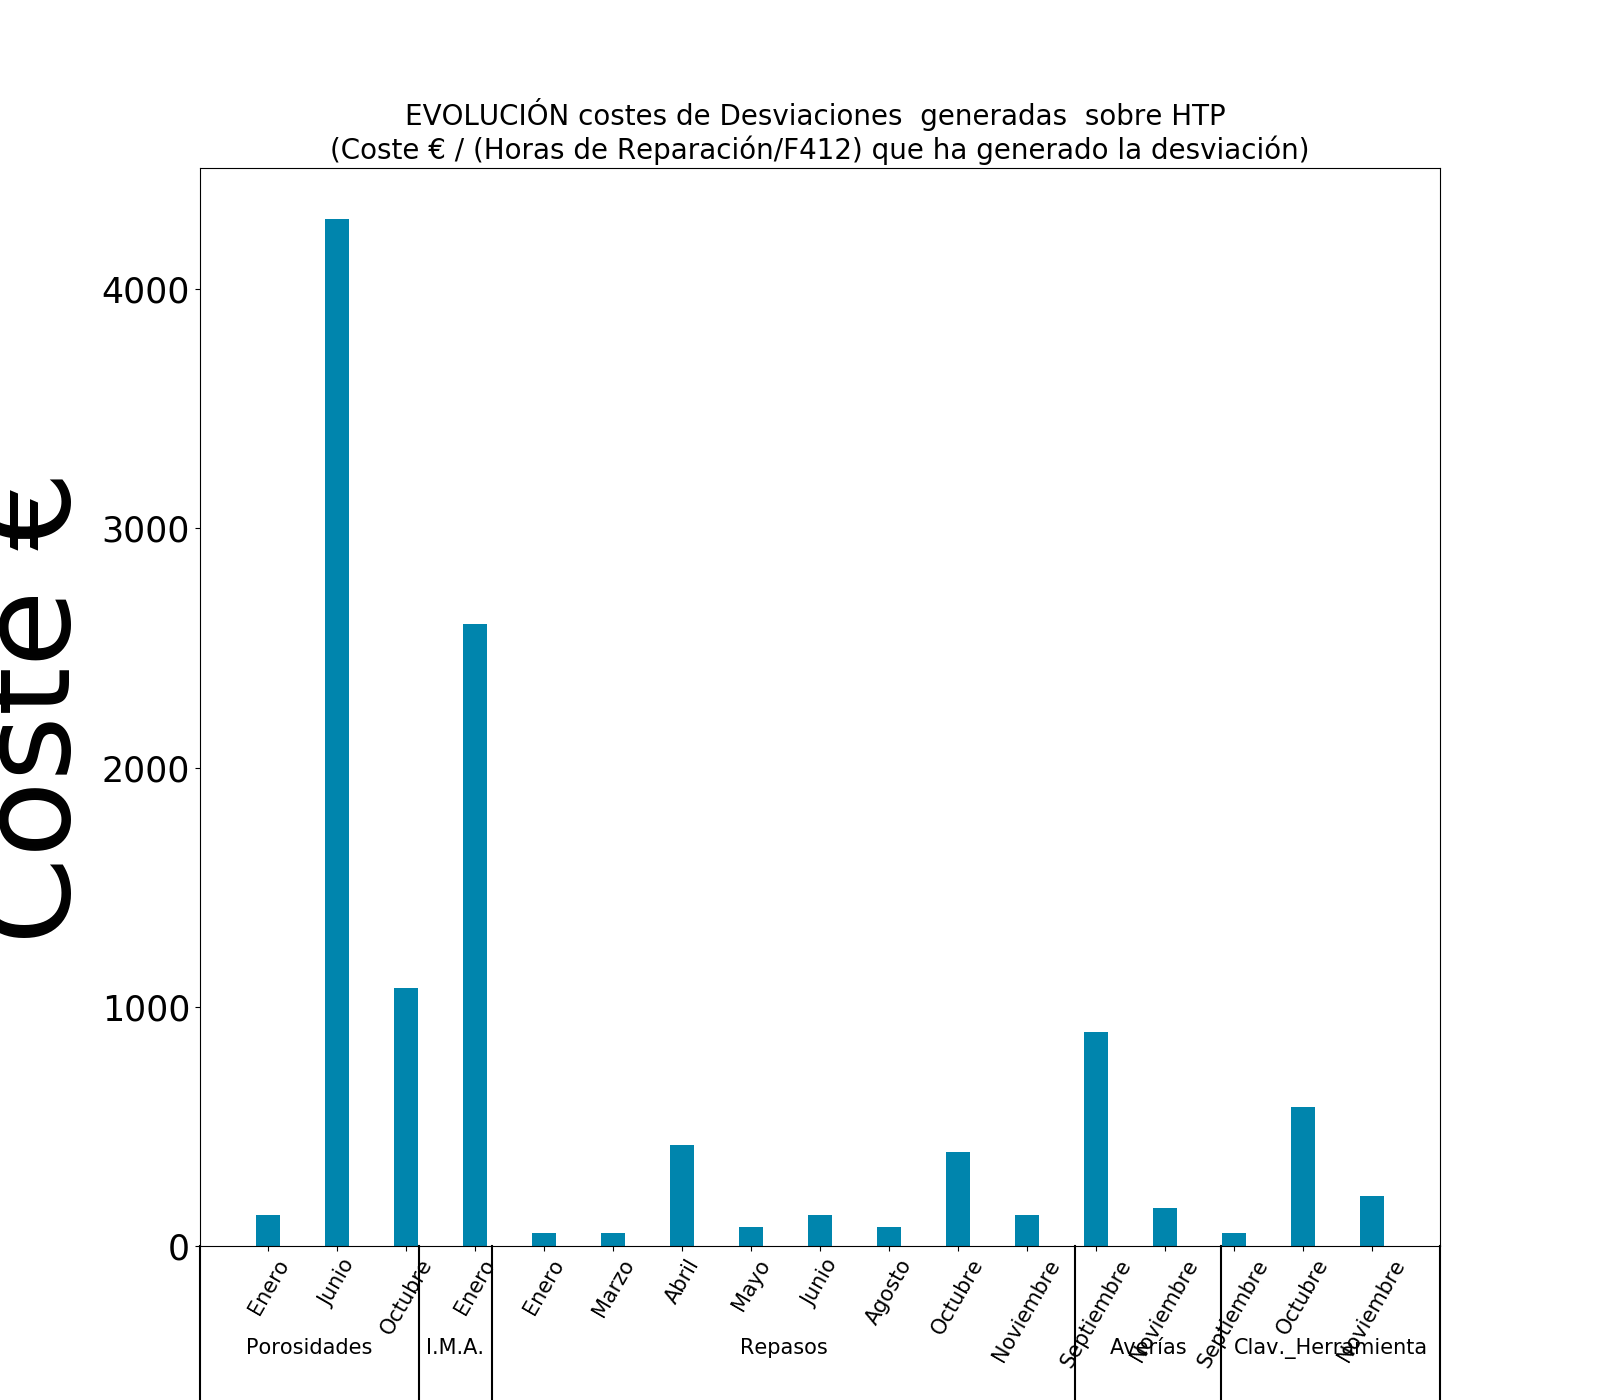 EVOLUCIÓN costes de Desviaciones generadas sobre HTP
(Coste € / (Horas de Reparación/F412) que ha generado la desviación)
Coste €
4000
3000
2000
1000
0
Enero
Junio
Octubre
Enero
Enero
Marzo
Abril
Mayo
Junio
Agosto
Octubre
Noviembre
Septiembre
Noviembre
Septiembre
Octubre
Noviembre
Porosidades
I.M.A.
Repasos
Averías
Clav._Herramienta